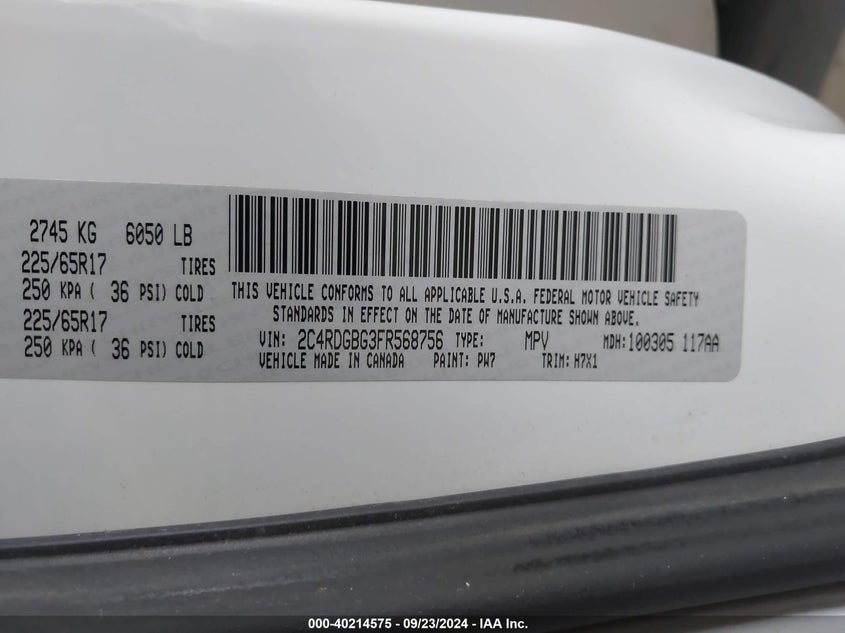 2745 KG 6050 LB
225/65R17 TIRES
250 KPA ( 36 PSI) COLD
225/65R17 TIRES
250 KPA ( 36 PSI) COLD
THIS VEHICLE CONFORMS TO ALL APPLICABLE U.S.A. FEDERAL MOTOR VEHICLE SAFETY
STANDARDS IN EFFECT ON THE DATE OF MANUFACTURE SHOWN ABOVE.
VIN: 2C4RDGBG3FR568756 TYPE: MPV MDH:100305 117AA
VEHICLE MADE IN CANADA PAINT: PW7 TRIM: H7X1
000-40214575 - 09/23/2024 - IAA Inc.